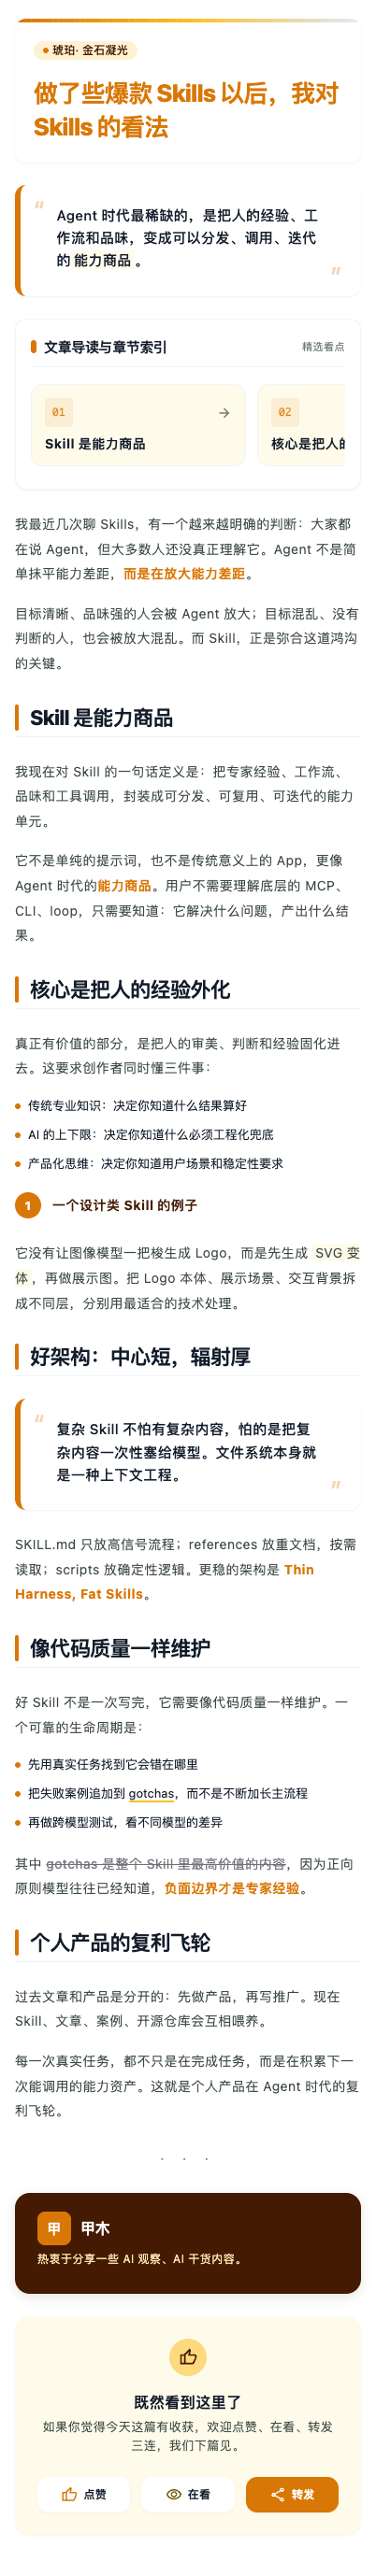 琥珀· 金石凝光
做了些爆款 Skills 以后，我对
Skills 的看法
Agent 时代最稀缺的，是把人的经验、工
作流和品味，变成可以分发、调用、迭代
的 能力商品 。
文章导读与章节索引
精选看点
01
Skill 是能力商品
02
核心是把人的
我最近几次聊 Skills，有一个越来越明确的判断：大家都
在说 Agent，但大多数人还没真正理解它。Agent 不是简
单抹平能力差距，而是在放大能力差距。
目标清晰、品味强的人会被 Agent 放大；目标混乱、没有
判断的人，也会被放大混乱。而 Skill，正是弥合这道鸿沟
的关键。
Skill 是能力商品
我现在对 Skill 的一句话定义是：把专家经验、工作流、
品味和工具调用，封装成可分发、可复用、可迭代的能力
单元。
它不是单纯的提示词，也不是传统意义上的 App，更像
Agent 时代的能力商品。用户不需要理解底层的 MCP、
CLI、loop，只需要知道：它解决什么问题，产出什么结
果。
核心是把人的经验外化
真正有价值的部分，是把人的审美、判断和经验固化进
去。这要求创作者同时懂三件事：
传统专业知识：决定你知道什么结果算好
AI 的上下限：决定你知道什么必须工程化兜底
产品化思维：决定你知道用户场景和稳定性要求
1 一个设计类 Skill 的例子
它没有让图像模型一把梭生成 Logo，而是先生成 SVG 变
体 ，再做展示图。把 Logo 本体、展示场景、交互背景拆
成不同层，分别用最适合的技术处理。
好架构：中心短，辐射厚
复杂 Skill 不怕有复杂内容，怕的是把复
杂内容一次性塞给模型。文件系统本身就
是一种上下文工程。
SKILL.md 只放高信号流程；references 放重文档，按需
读取；scripts 放确定性逻辑。更稳的架构是 Thin
Harness, Fat Skills。
像代码质量一样维护
好 Skill 不是一次写完，它需要像代码质量一样维护。一
个可靠的生命周期是：
先用真实任务找到它会错在哪里
把失败案例追加到 gotchas，而不是不断加长主流程
再做跨模型测试，看不同模型的差异
其中 gotchas 是整个 Skill 里最高价值的内容，因为正向
原则模型往往已经知道，负面边界才是专家经验。
个人产品的复利飞轮
过去文章和产品是分开的：先做产品，再写推广。现在
Skill、文章、案例、开源仓库会互相喂养。
每一次真实任务，都不只是在完成任务，而是在积累下一
次能调用的能力资产。这就是个人产品在 Agent 时代的复
利飞轮。
· · ·
甲 甲木
热衷于分享一些 AI 观察、AI 干货内容。
既然看到这里了
如果你觉得今天这篇有收获，欢迎点赞、在看、转发
三连，我们下篇见。
点赞
在看
转发